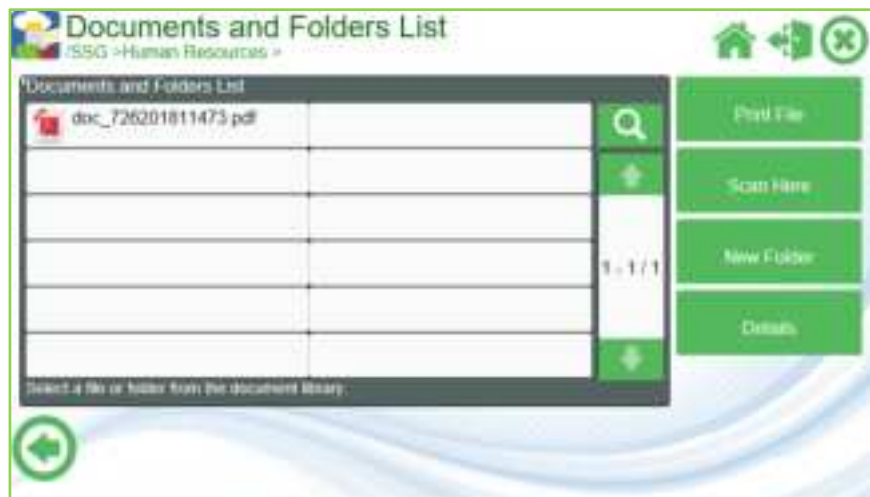 Documents and Folders List
/SSG >Human Resources >
*Documents and Folders List
doc_726201811473.pdf
Print File
Scan Here
New Folder
1 - 1 / 1
Details
Select a file or folder from the document library